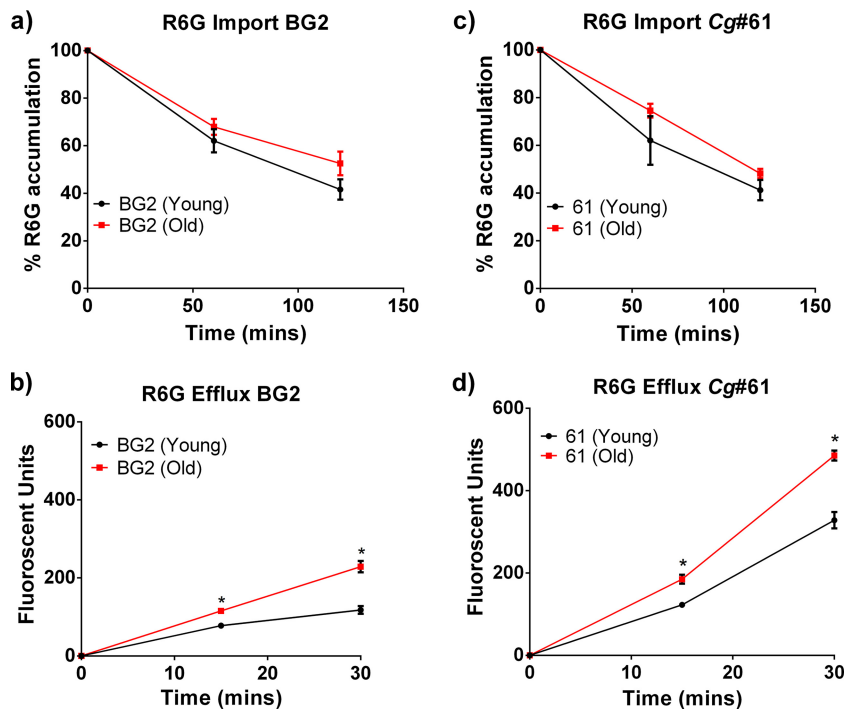 a)
R6G Import BG2
% R6G accumulation
100
80
60
40
20
0
BG2 (Young)
BG2 (Old)
0
50
100
150
Time (mins)
c)
R6G Import Cg#61
% R6G accumulation
100
80
60
40
20
0
61 (Young)
61 (Old)
0
50
100
150
Time (mins)
b)
R6G Efflux BG2
Fluoroscent Units
600
400
200
0
BG2 (Young)
BG2 (Old)
*
*
0
10
20
30
Time (mins)
d)
R6G Efflux Cg#61
Fluoroscent Units
600
400
200
0
61 (Young)
61 (Old)
*
*
0
10
20
30
Time (mins)